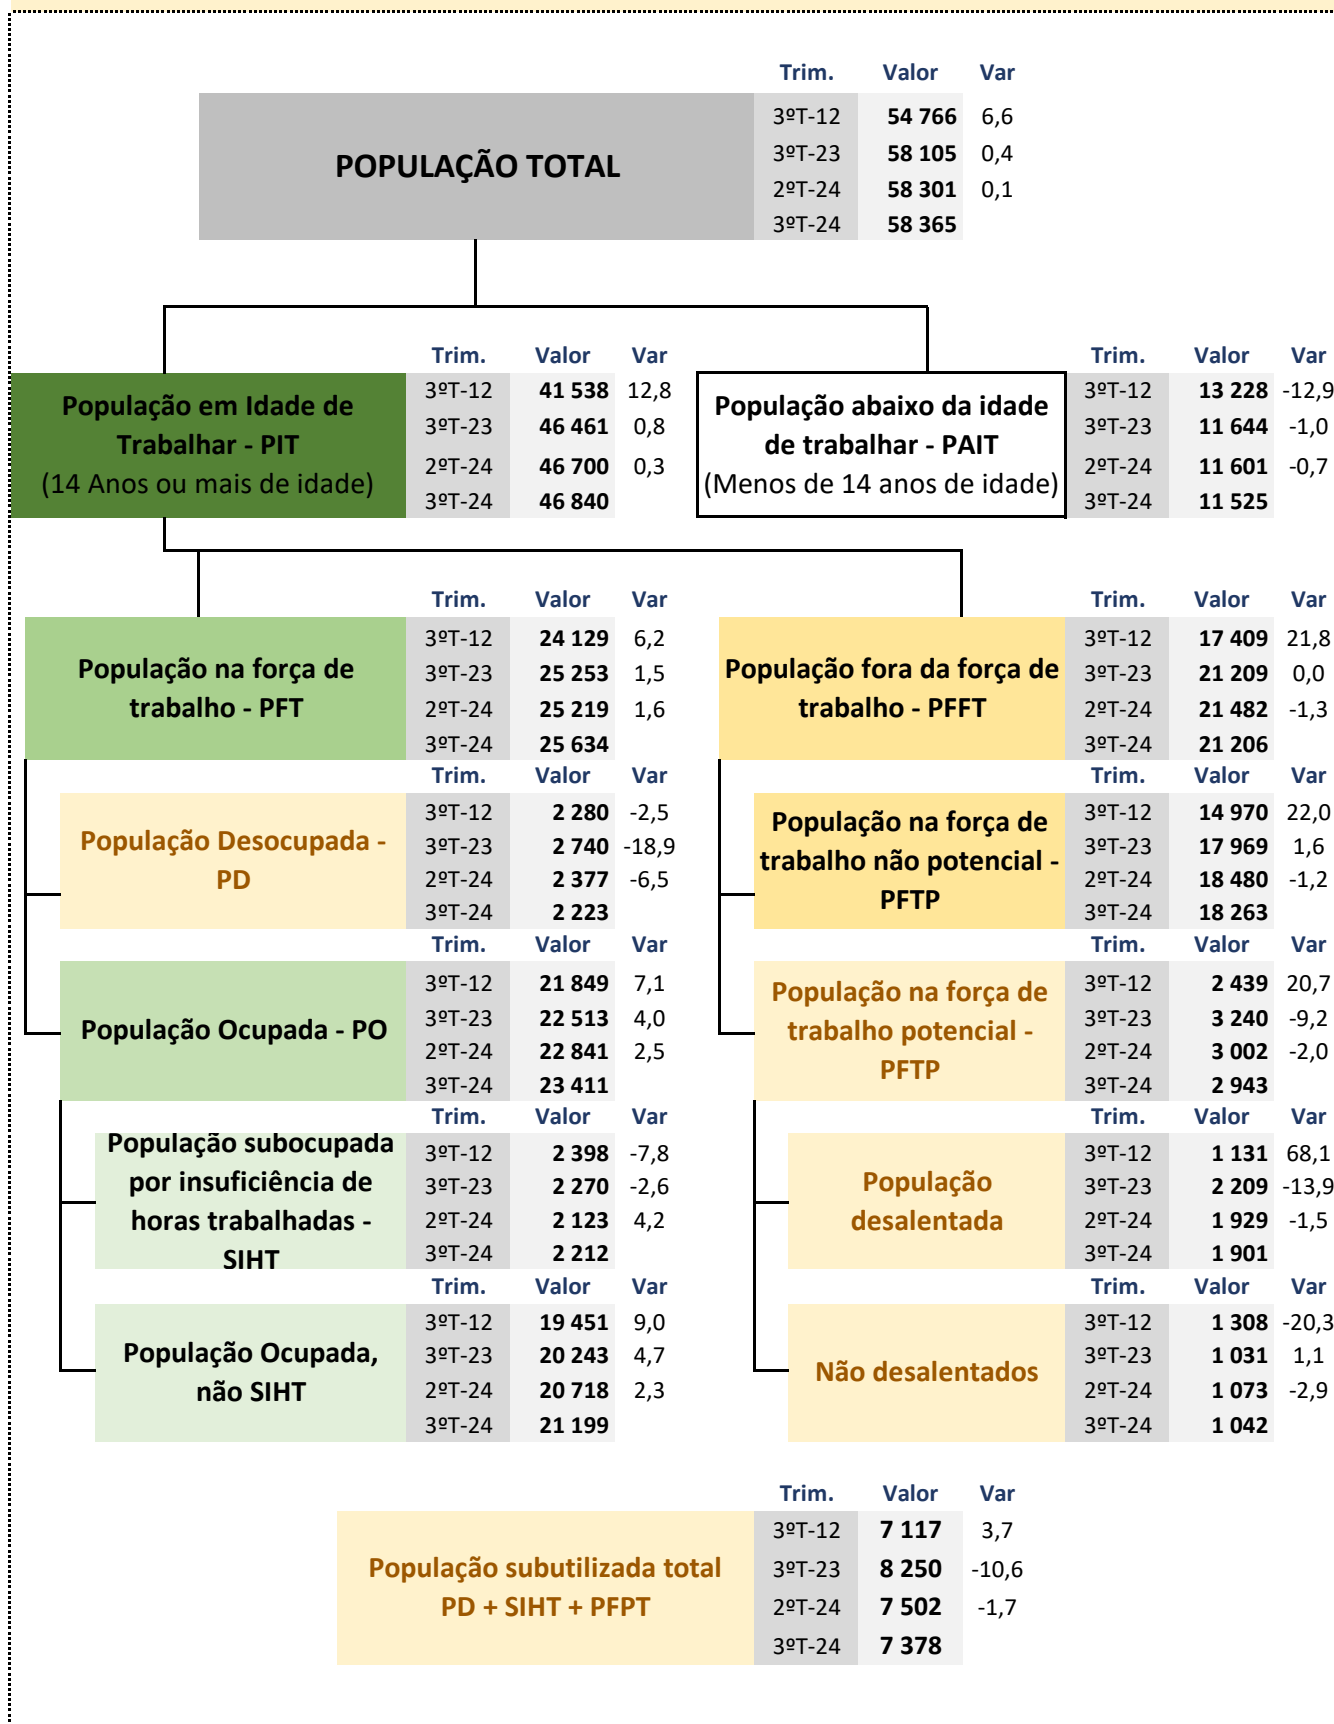 Trim. Valor Var
POPULAÇÃO TOTAL
3ºT-12 54 766 6,6
3ºT-23 58 105 0,4
2ºT-24 58 301 0,1
3ºT-24 58 365
Trim. Valor Var
População em Idade de
Trabalhar - PIT
(14 Anos ou mais de idade)
3ºT-12 41 538 12,8
3ºT-23 46 461 0,8
2ºT-24 46 700 0,3
3ºT-24 46 840
Trim. Valor Var
População abaixo da idade
de trabalhar - PAIT
(Menos de 14 anos de idade)
3ºT-12 13 228 -12,9
3ºT-23 11 644 -1,0
2ºT-24 11 601 -0,7
3ºT-24 11 525
Trim. Valor Var
População na força de
trabalho - PFT
3ºT-12 24 129 6,2
3ºT-23 25 253 1,5
2ºT-24 25 219 1,6
3ºT-24 25 634
Trim. Valor Var
População fora da força de
trabalho - PFFT
3ºT-12 17 409 21,8
3ºT-23 21 209 0,0
2ºT-24 21 482 -1,3
3ºT-24 21 206
Trim. Valor Var
População Desocupada -
PD
3ºT-12 2 280 -2,5
3ºT-23 2 740 -18,9
2ºT-24 2 377 -6,5
3ºT-24 2 223
Trim. Valor Var
População na força de
trabalho não potencial -
PFTP
3ºT-12 14 970 22,0
3ºT-23 17 969 1,6
2ºT-24 18 480 -1,2
3ºT-24 18 263
Trim. Valor Var
População Ocupada - PO
3ºT-12 21 849 7,1
3ºT-23 22 513 4,0
2ºT-24 22 841 2,5
3ºT-24 23 411
Trim. Valor Var
População na força de
trabalho potencial -
PFTP
3ºT-12 2 439 20,7
3ºT-23 3 240 -9,2
2ºT-24 3 002 -2,0
3ºT-24 2 943
Trim. Valor Var
População subocupada
por insuficiência de
horas trabalhadas -
SIHT
3ºT-12 2 398 -7,8
3ºT-23 2 270 -2,6
2ºT-24 2 123 4,2
3ºT-24 2 212
Trim. Valor Var
População
desalentada
3ºT-12 1 131 68,1
3ºT-23 2 209 -13,9
2ºT-24 1 929 -1,5
3ºT-24 1 901
Trim. Valor Var
População Ocupada,
não SIHT
3ºT-12 19 451 9,0
3ºT-23 20 243 4,7
2ºT-24 20 718 2,3
3ºT-24 21 199
Trim. Valor Var
Não desalentados
3ºT-12 1 308 -20,3
3ºT-23 1 031 1,1
2ºT-24 1 073 -2,9
3ºT-24 1 042
Trim. Valor Var
População subutilizada total
PD + SIHT + PFPT
3ºT-12 7 117 3,7
3ºT-23 8 250 -10,6
2ºT-24 7 502 -1,7
3ºT-24 7 378